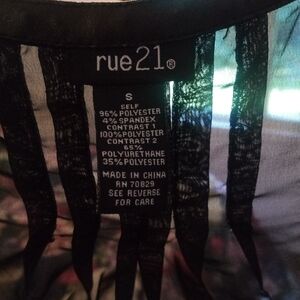 rue21®
S
SELF
96% POLYESTER
4% SPANDEX
CONTRAST 1
100% POLYESTER
CONTRAST 2
65%
POLYURETHANE
35% POLYESTER
MADE IN CHINA
RN 70829
SEE REVERSE
FOR CARE